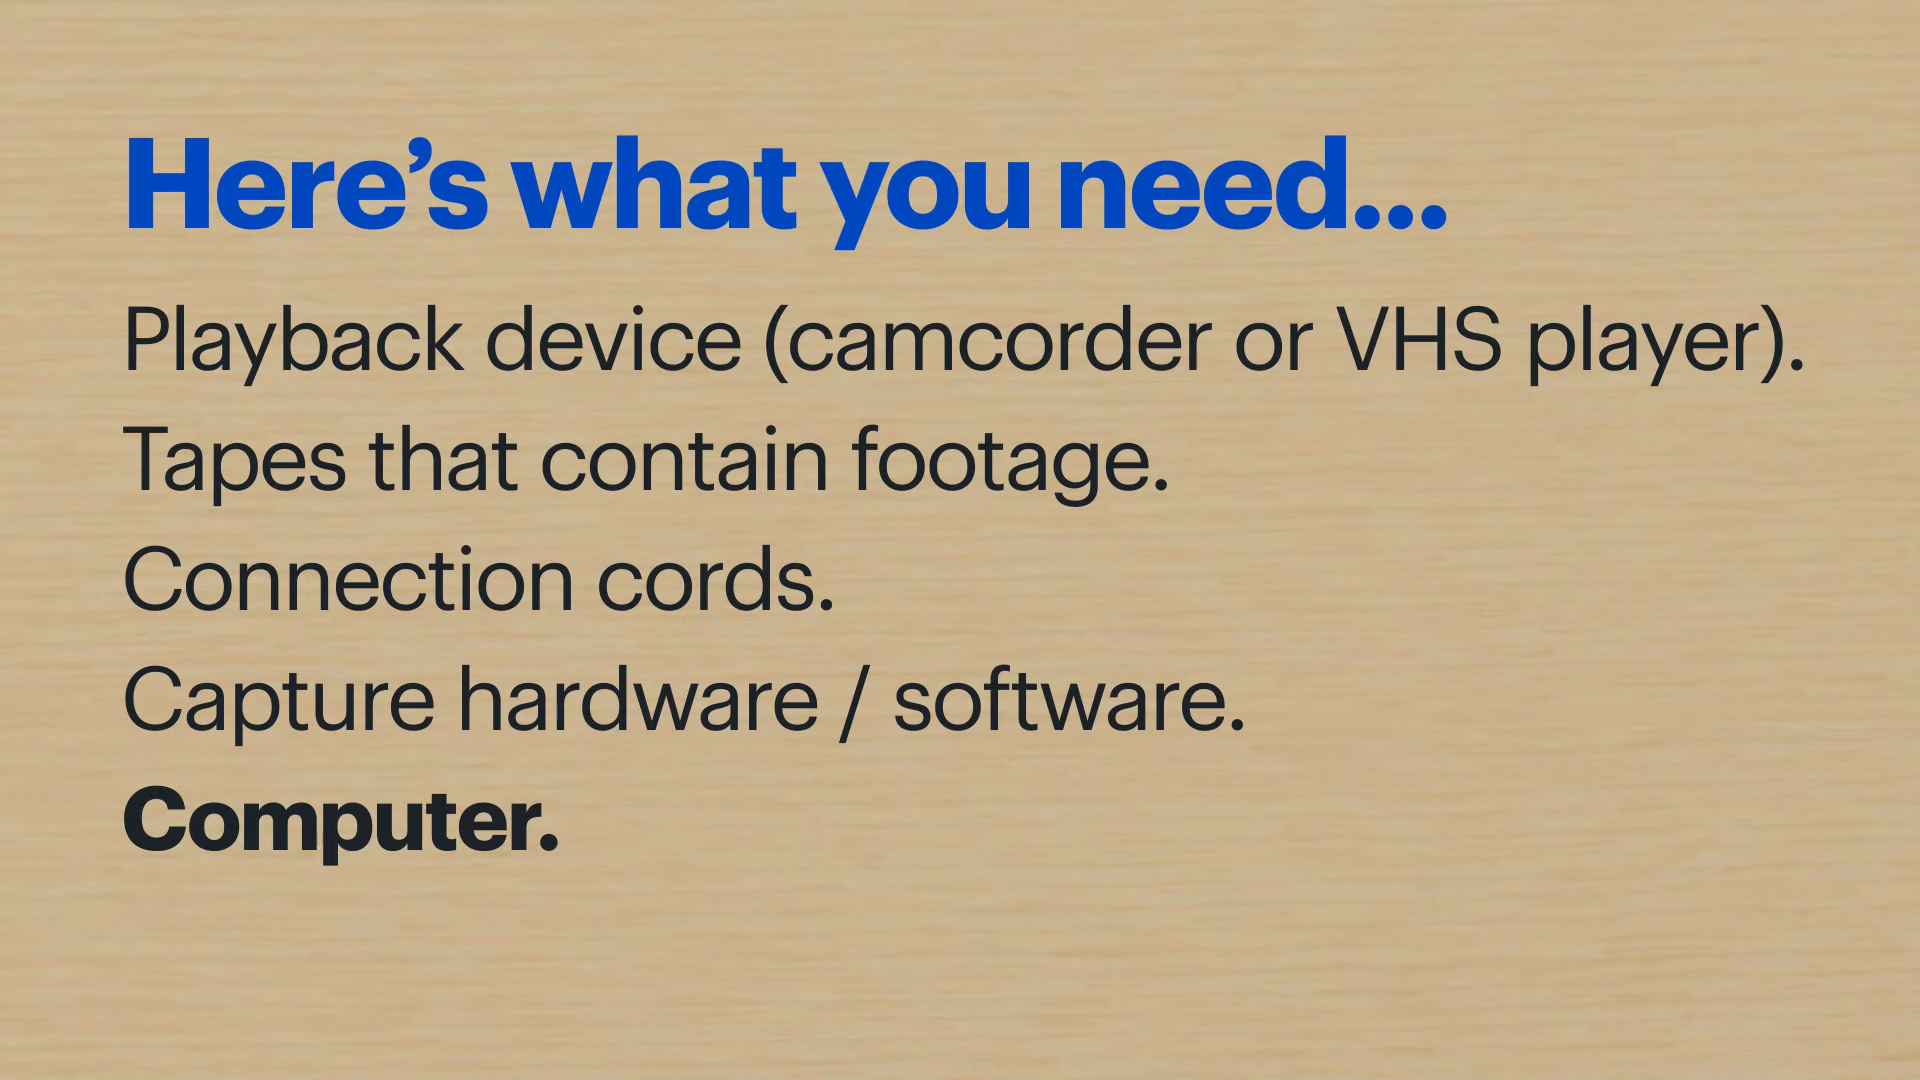 Here’s what you need...
Playback device (camcorder or VHS player).
Tapes that contain footage.
Connection cords.
Capture hardware / software.
Computer.